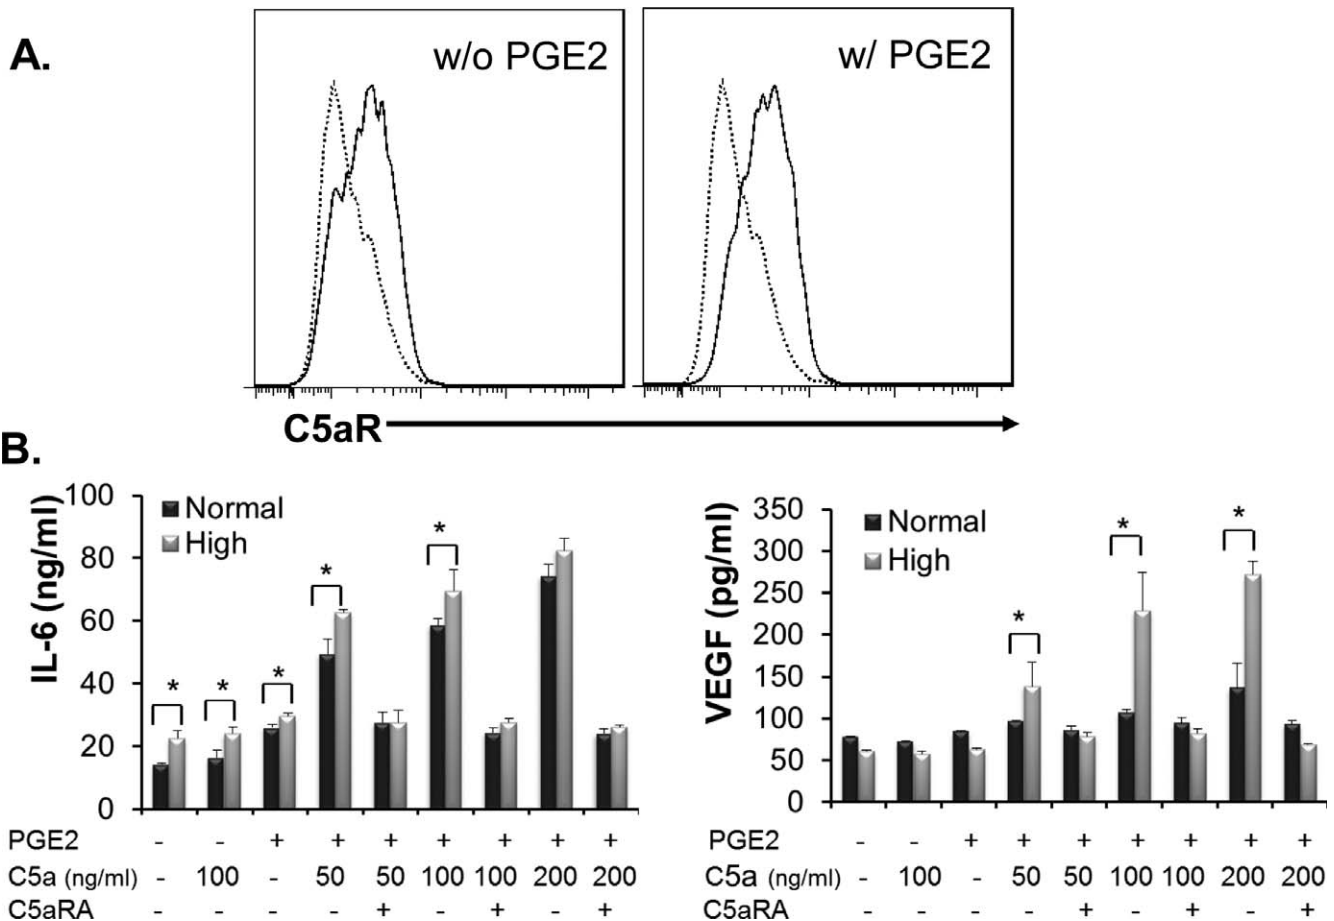 A.
w/o PGE2
w/ PGE2
C5aR
B.
IL-6 (ng/ml)
100
80
60
40
20
0
Normal
High
*
*
*
*
*
PGE2 - - + + + + + + +
C5a (ng/ml) - 100 - 50 50 100 100 200 200
C5aRA - - - - + - + - +
VEGF (pg/ml)
350
300
250
200
150
100
50
0
Normal
High
*
*
*
PGE2 - - + + + + + + +
C5a (ng/ml) - 100 - 50 50 100 100 200 200
C5aRA - - - - + - + - +